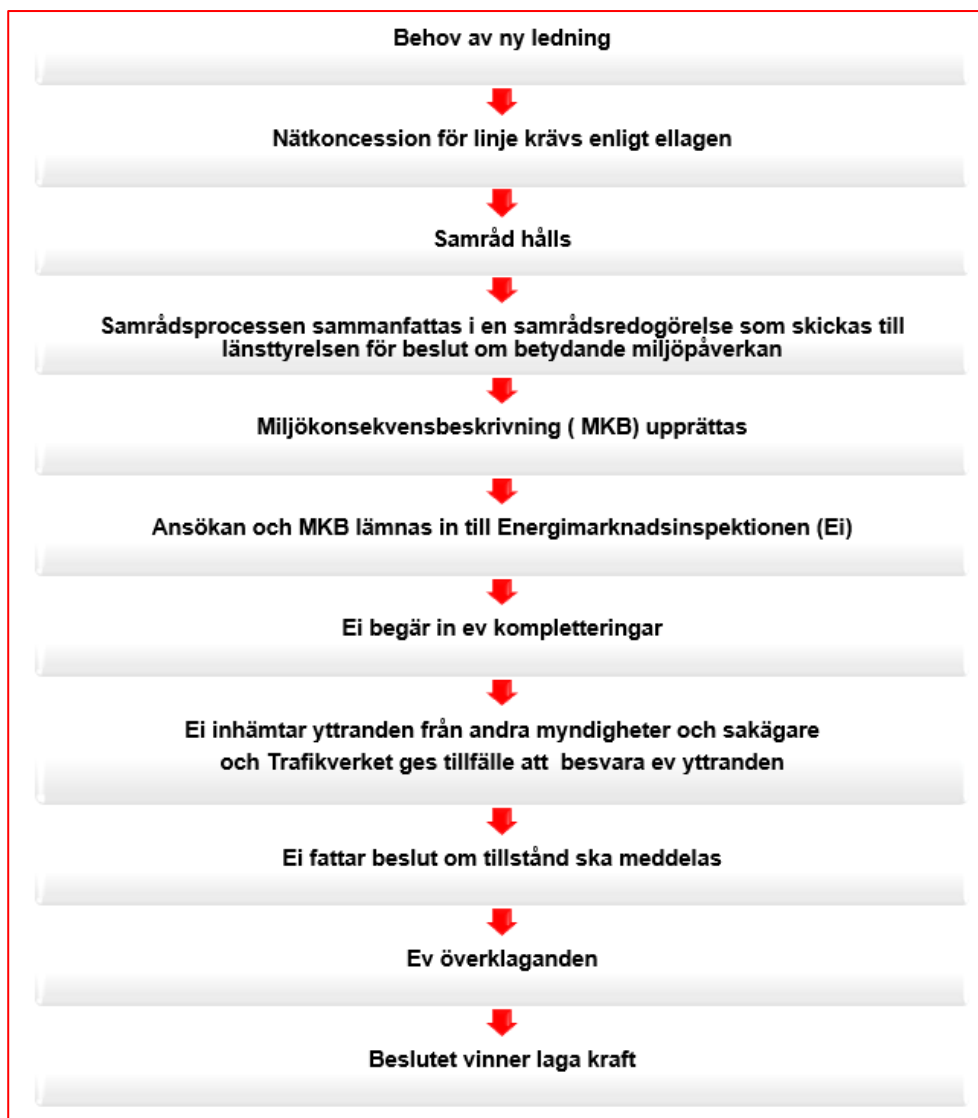 Behov av ny ledning
Nätkoncession för linje krävs enligt ellagen
Samråd hålls
Samrådsprocessen sammanfattas i en samrådsredogörelse som skickas till
länsttyrelsen för beslut om betydande miljöpåverkan
Miljökonsekvensbeskrivning ( MKB) upprättas
Ansökan och MKB lämnas in till Energimarknadsinspektionen (Ei)
Ei begär in ev kompletteringar
Ei inhämtar yttranden från andra myndigheter och sakägare
och Trafikverket ges tillfälle att besvara ev yttranden
Ei fattar beslut om tillstånd ska meddelas
Ev överklaganden
Beslutet vinner laga kraft